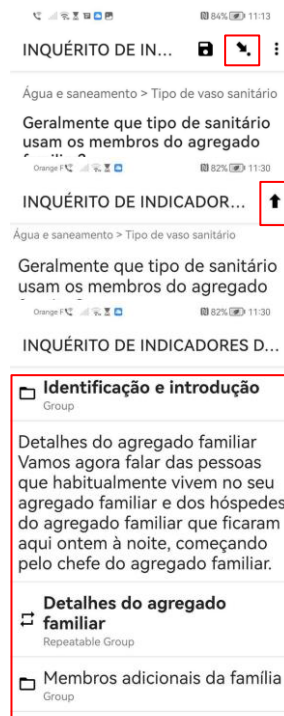 84% 11:13
INQUÉRITO DE IN...
Água e saneamento > Tipo de vaso sanitário
Geralmente que tipo de sanitário
usam os membros do agregado
Orange F 82% 11:30
INQUÉRITO DE INDICADOR...
Água e saneamento > Tipo de vaso sanitário
Geralmente que tipo de sanitário
usam os membros do agregado
Orange F 82% 11:30
INQUÉRITO DE INDICADORES D...
Identificação e introdução
Group
Detalhes do agregado familiar
Vamos agora falar das pessoas
que habitualmente vivem no seu
agregado familiar e dos hóspedes
do agregado familiar que ficaram
aqui ontem à noite, começando
pelo chefe do agregado familiar.
Detalhes do agregado
familiar
Repeatable Group
Membros adicionais da família
Group